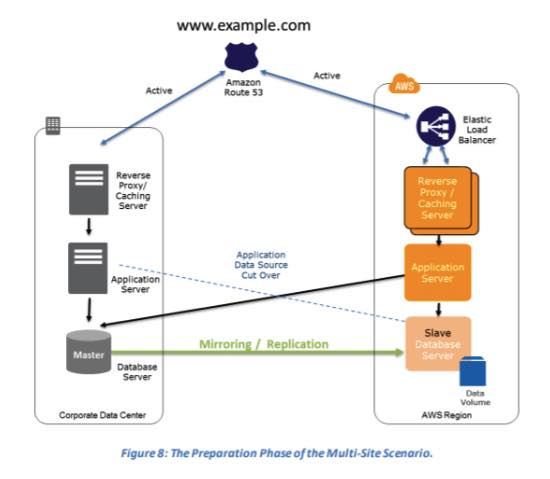 www.example.com
Amazon
Route 53
Active
Active
AWS
Elastic
Load
Balancer
Reverse
Proxy/
Caching
Server
Reverse
Proxy /
Caching
Server
Application
Data Source
Cut Over
Application
Server
Application
Server
Master
Database
Server
Mirroring / Replication
Slave
Database
Server
Data
Volume
Corporate Data Center
AWS Region
Figure 8: The Preparation Phase of the Multi-Site Scenario.